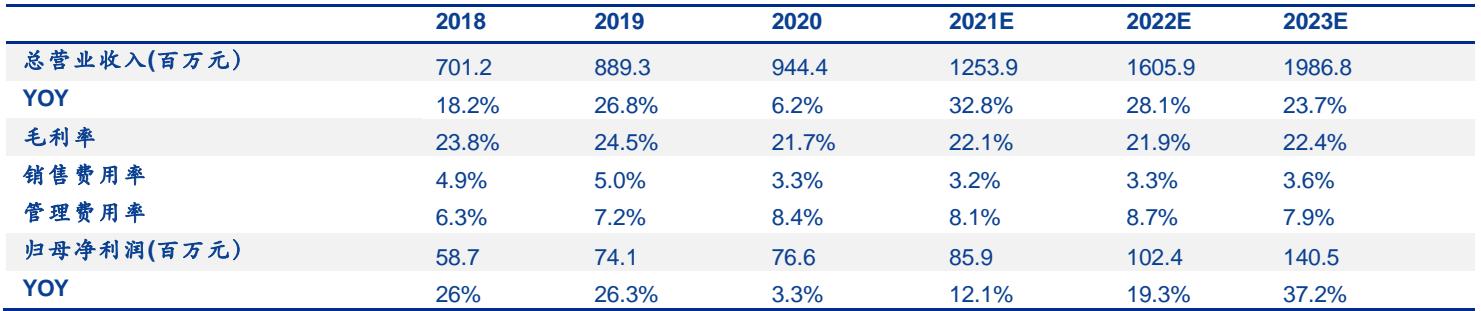 2018 2019 2020 2021E 2022E 2023E
总营业收入(百万元) 701.2 889.3 944.4 1253.9 1605.9 1986.8
YOY 18.2% 26.8% 6.2% 32.8% 28.1% 23.7%
毛利率 23.8% 24.5% 21.7% 22.1% 21.9% 22.4%
销售费用率 4.9% 5.0% 3.3% 3.2% 3.3% 3.6%
管理费用率 6.3% 7.2% 8.4% 8.1% 8.7% 7.9%
归母净利润(百万元) 58.7 74.1 76.6 85.9 102.4 140.5
YOY 26% 26.3% 3.3% 12.1% 19.3% 37.2%